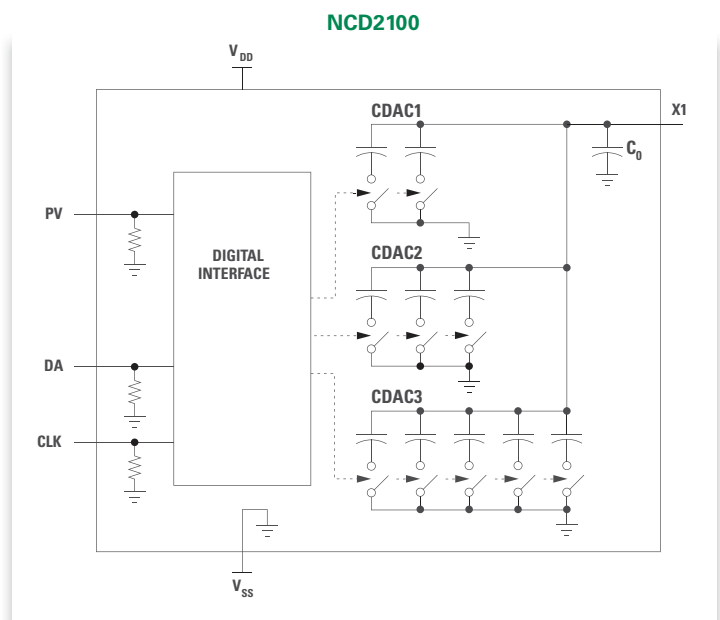 NCD2100
VDD
CDAC1
X1
C0
PV
DIGITAL
INTERFACE
CDAC2
DA
CDAC3
CLK
VSS